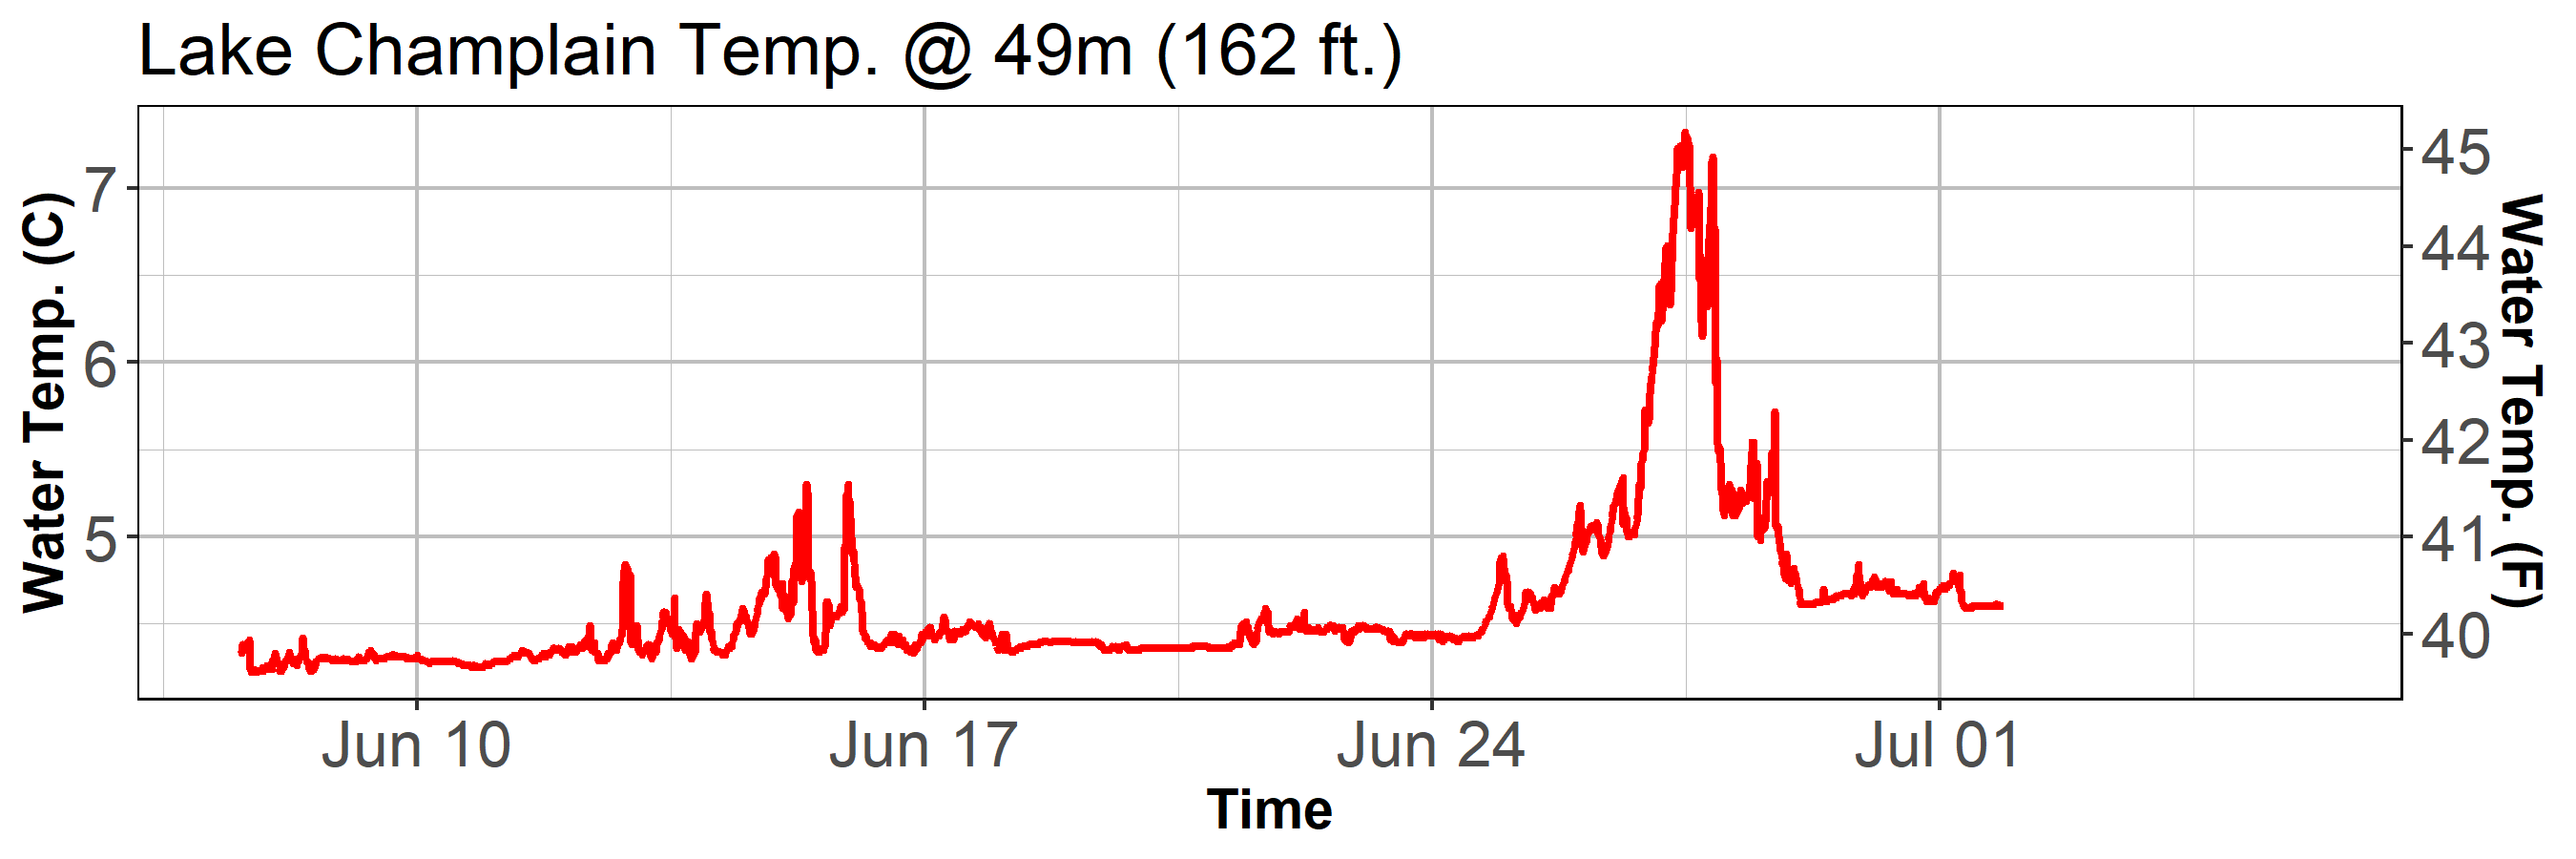 Lake Champlain Temp. @ 49m (162 ft.)
Water Temp. (C)
7
6
5
45
44
43
42
41
40
Water Temp. (F)
Jun 10
Jun 17
Jun 24
Jul 01
Time